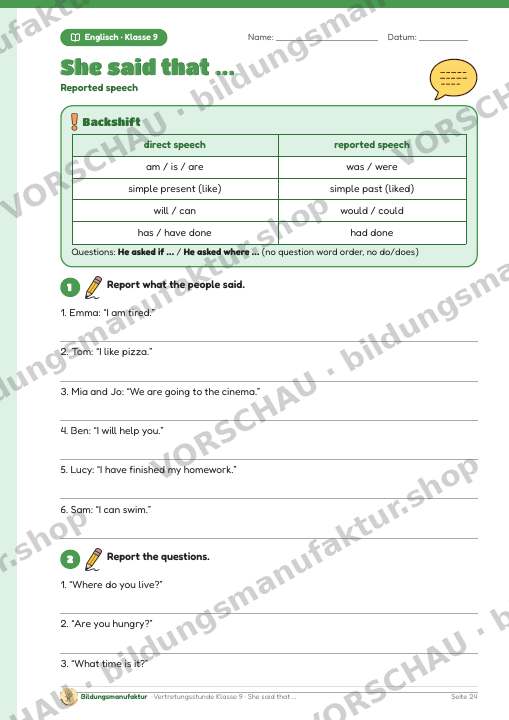 Englisch · Klasse 9
Name: ____________________ Datum: __________
She said that ...
Reported speech
Backshift
direct speech reported speech
am / is / are was / were
simple present (like) simple past (liked)
will / can would / could
has / have done had done
Questions: He asked if ... / He asked where ... (no question word order, no do/does)
1 Report what the people said.
1. Emma: “I am tired.”
2. Tom: “I like pizza.”
3. Mia and Jo: “We are going to the cinema.”
4. Ben: “I will help you.”
5. Lucy: “I have finished my homework.”
6. Sam: “I can swim.”
2 Report the questions.
1. “Where do you live?”
2. “Are you hungry?”
3. “What time is it?”
Bildungsmanufaktur · Vertretungsstunde Klasse 9 · She said that ... Seite 24
VORSCHAU · bildungsmanufaktur.shop